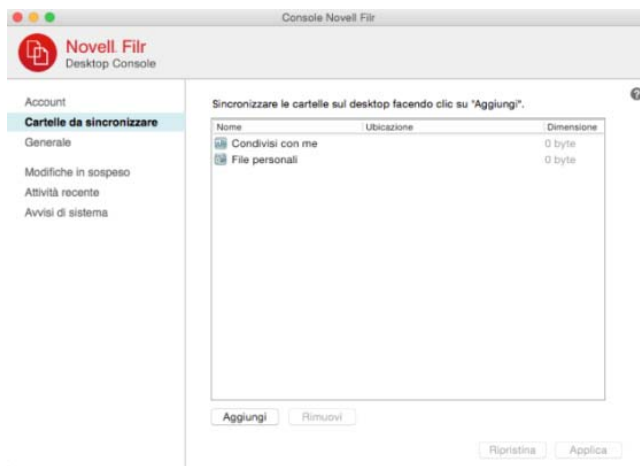 Console Novell Filr
Novell Filr
Desktop Console
Account
Cartelle da sincronizzare
Generale
Modifiche in sospeso
Attività recente
Avvisi di sistema
Sincronizzare le cartelle sul desktop facendo clic su "Aggiungi".
Nome Ubicazione Dimensione
Condivisi con me 0 byte
File personali 0 byte
Aggiungi Rimuovi
Ripristina Applica